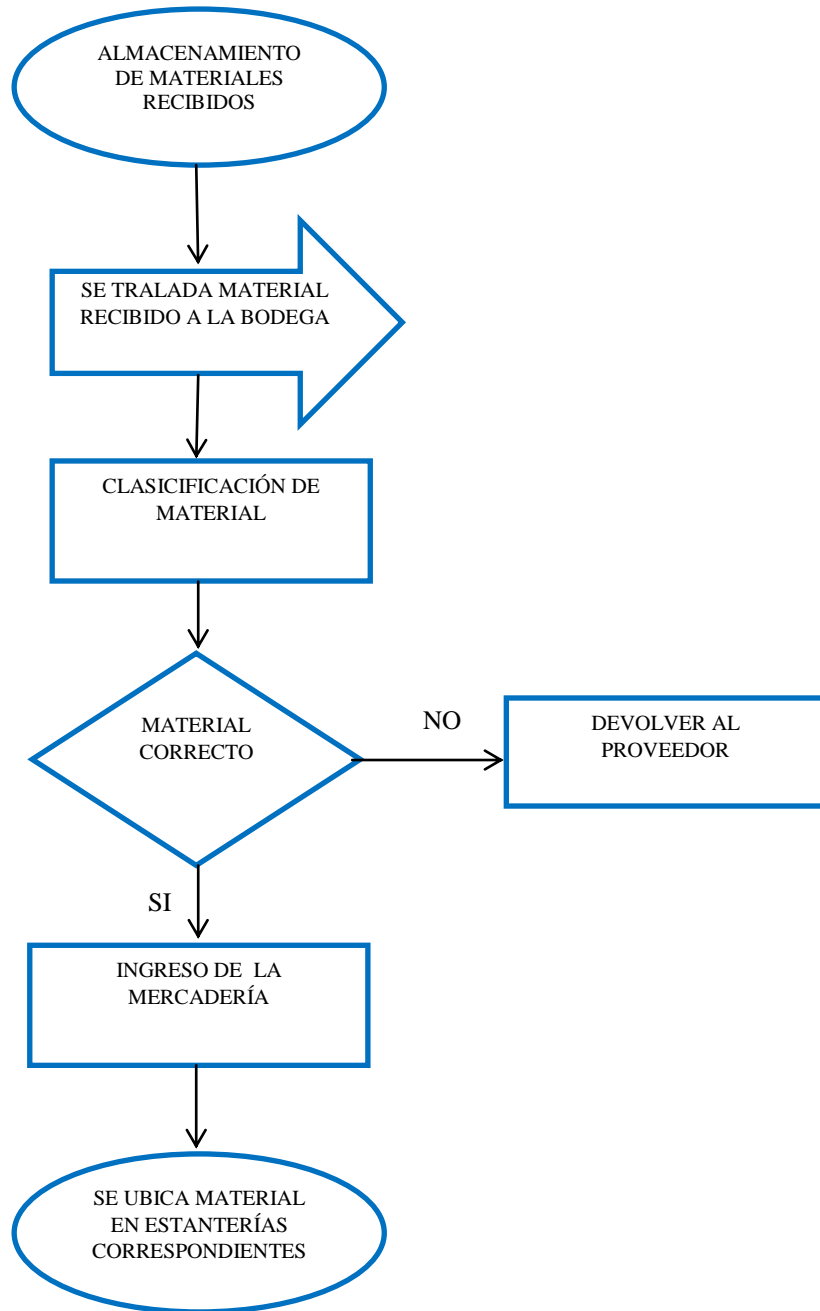 ALMACENAMIENTO
DE MATERIALES
RECIBIDOS
SE TRALADA MATERIAL
RECIBIDO A LA BODEGA
CLASICIFICACIÓN DE
MATERIAL
MATERIAL
CORRECTO
NO
DEVOLVER AL
PROVEEDOR
SI
INGRESO DE LA
MERCADERÍA
SE UBICA MATERIAL
EN ESTANTERÍAS
CORRESPONDIENTES